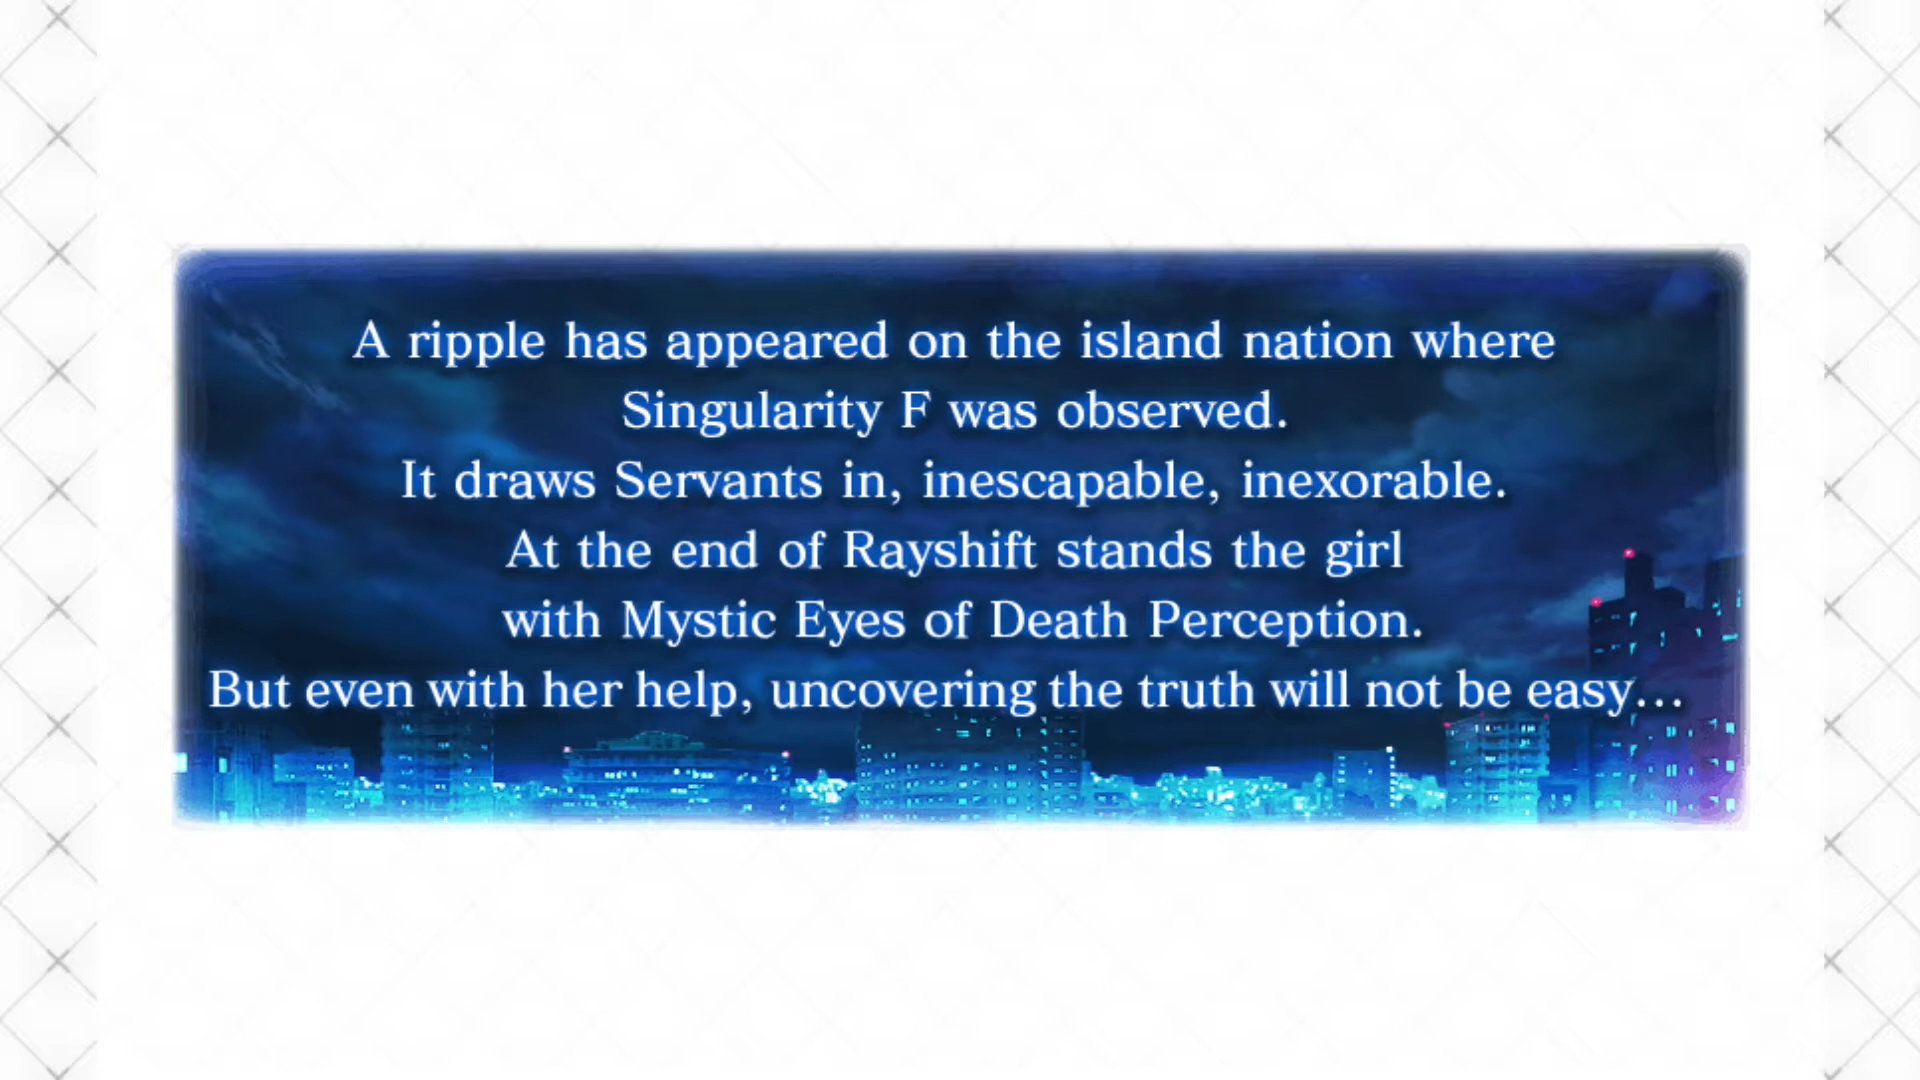 A ripple has appeared on the island nation where
Singularity F was observed.
It draws Servants in, inescapable, inexorable.
At the end of Rayshift stands the girl
with Mystic Eyes of Death Perception.
But even with her help, uncovering the truth will not be easy...